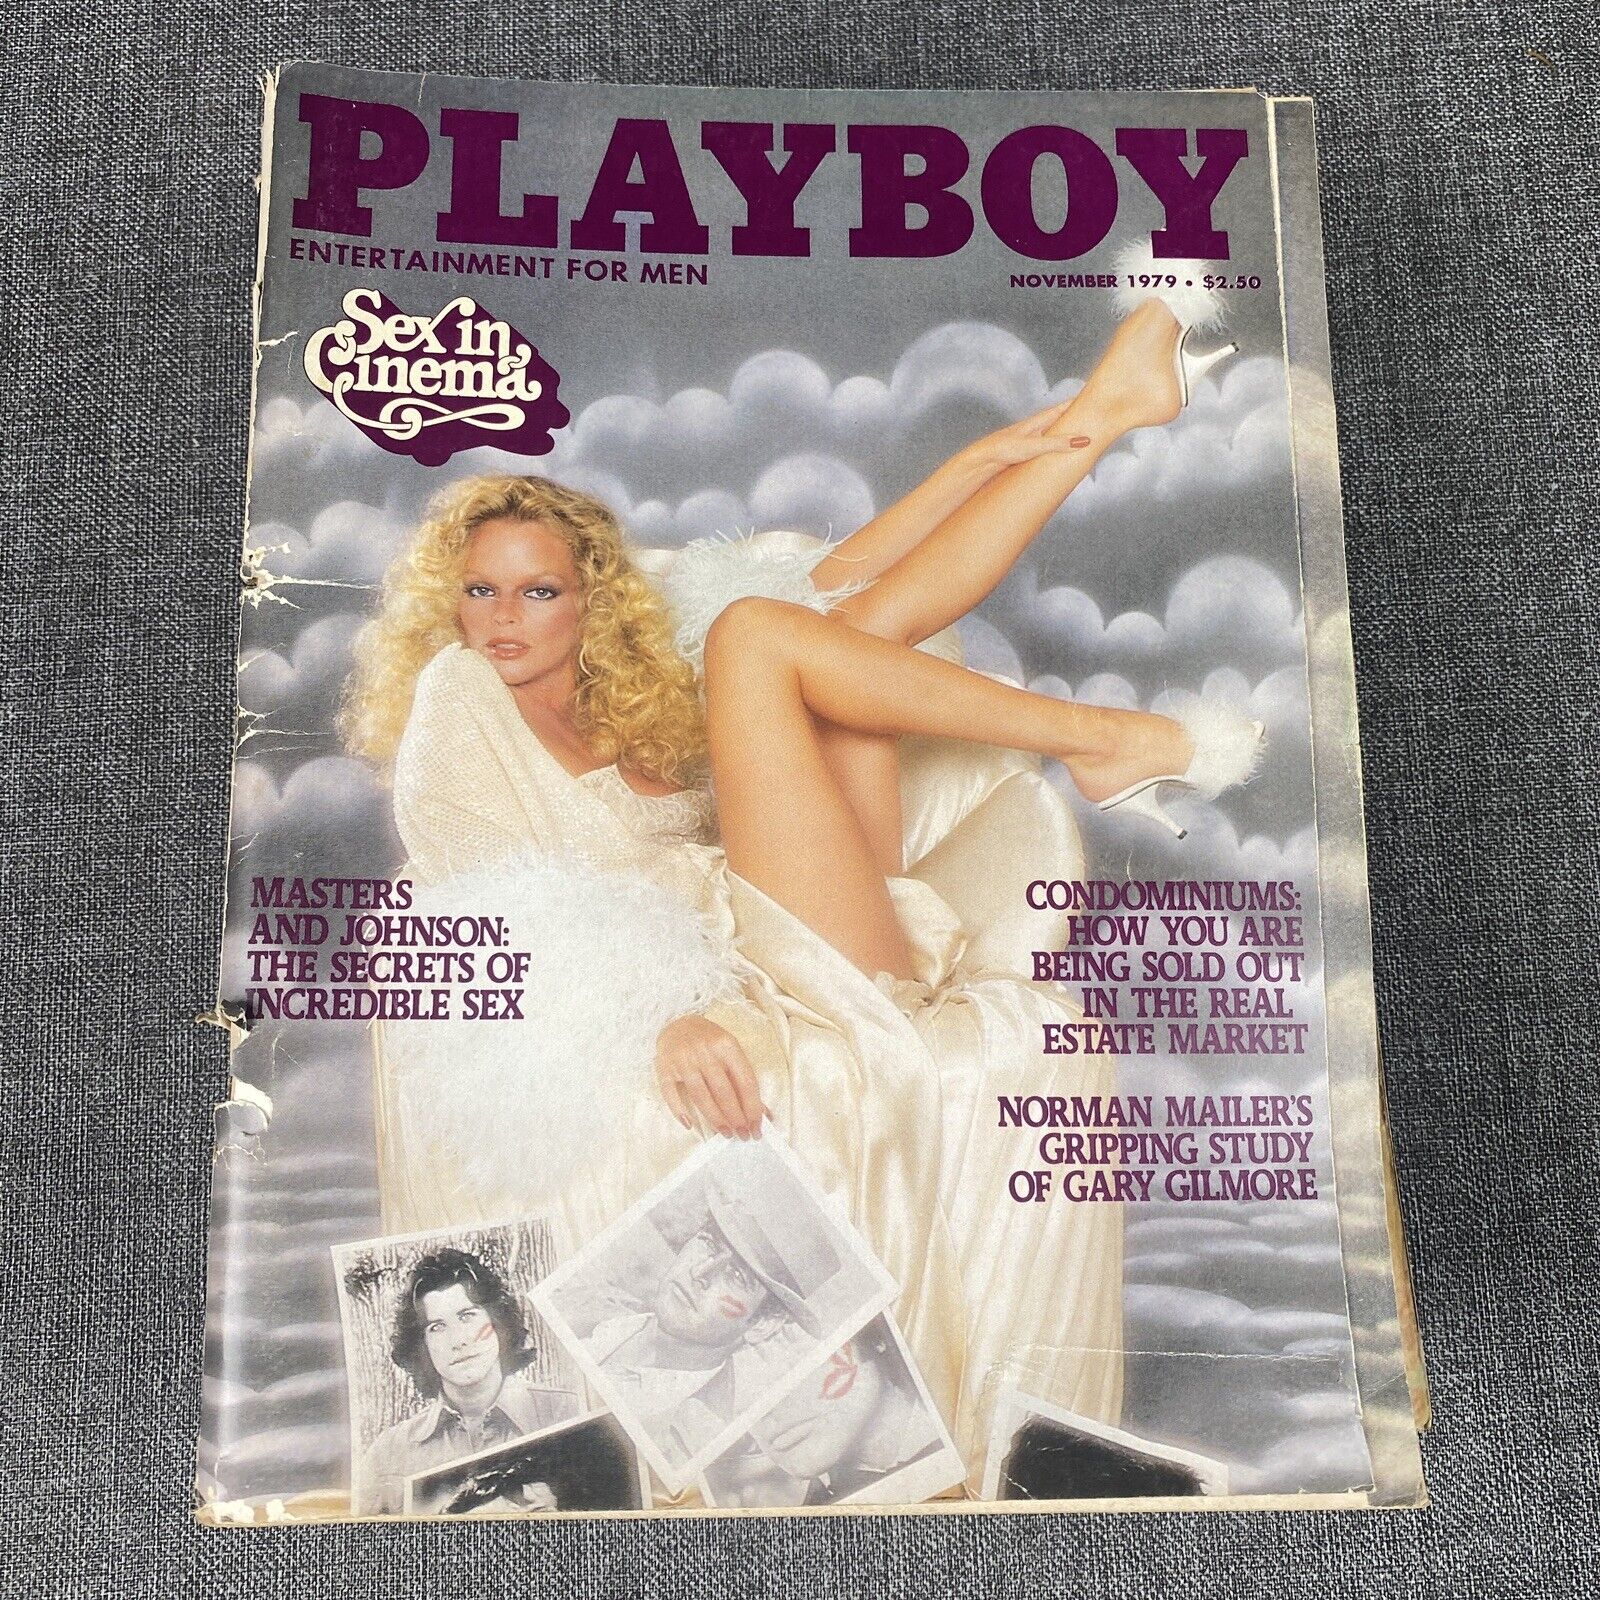 PLAYBOY
ENTERTAINMENT FOR MEN
NOVEMBER 1979 • $2.50
Sex in
Cinema
MASTERS
AND JOHNSON:
THE SECRETS OF
INCREDIBLE SEX
CONDOMINIUMS:
HOW YOU ARE
BEING SOLD OUT
IN THE REAL
ESTATE MARKET
NORMAN MAILER'S
GRIPPING STUDY
OF GARY GILMORE